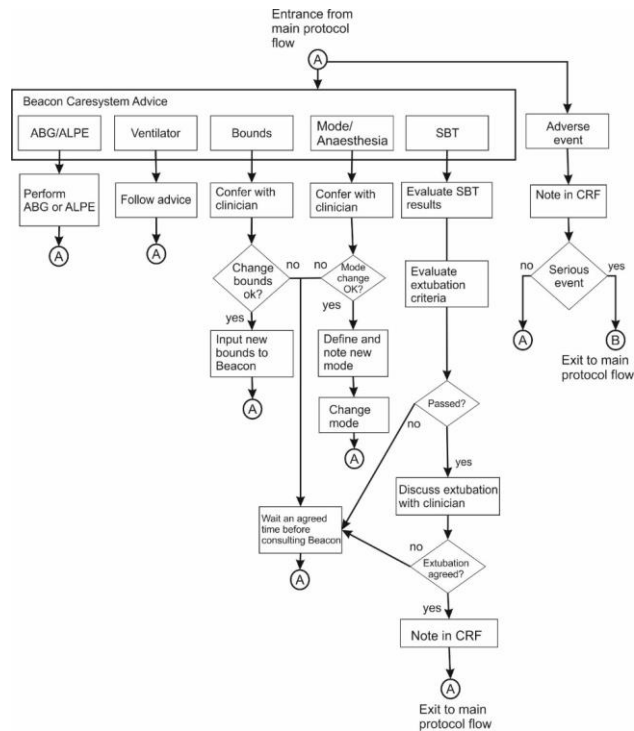 Entrance from
main protocol
flow
A
Beacon Caresystem Advice
ABG/ALPE
Ventilator
Bounds
Mode/
Anaesthesia
SBT
Adverse
event
Perform
ABG or ALPE
Follow advice
Confer with
clinician
Confer with
clinician
Evaluate SBT
results
Note in CRF
A
A
Change
bounds
ok?
no
no
Mode
change
OK?
Evaluate
extubation
criteria
no
Serious
event
yes
yes
yes
Input new
bounds to
Beacon
Define and
note new
mode
A
B
Exit to main
protocol flow
A
Change
mode
Passed?
no
A
yes
Discuss extubation
with clinician
Wait an agreed
time before
consulting Beacon
no
Extubation
agreed?
A
yes
Note in CRF
A
Exit to main
protocol flow